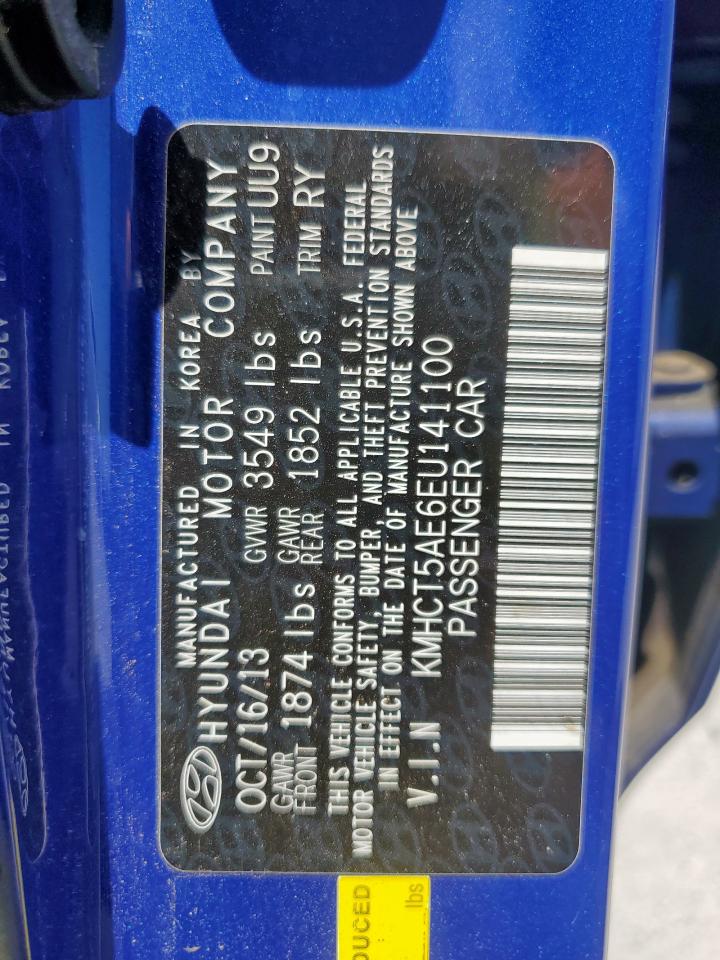 MANUFACTURED IN KOREA BY
HYUNDAI MOTOR COMPANY
OCT/16/13 GVWR 3549 lbs PAINT UU9
GAWR FRONT 1874 lbs GAWR REAR 1852 lbs TRIM RY
THIS VEHICLE CONFORMS TO ALL APPLICABLE U.S.A. FEDERAL
MOTOR VEHICLE SAFETY, BUMPER, AND THEFT PREVENTION STANDARDS
IN EFFECT ON THE DATE OF MANUFACTURE SHOWN ABOVE
V.I.N KMHCT5AE6EU141100
PASSENGER CAR
DUCED
lbs